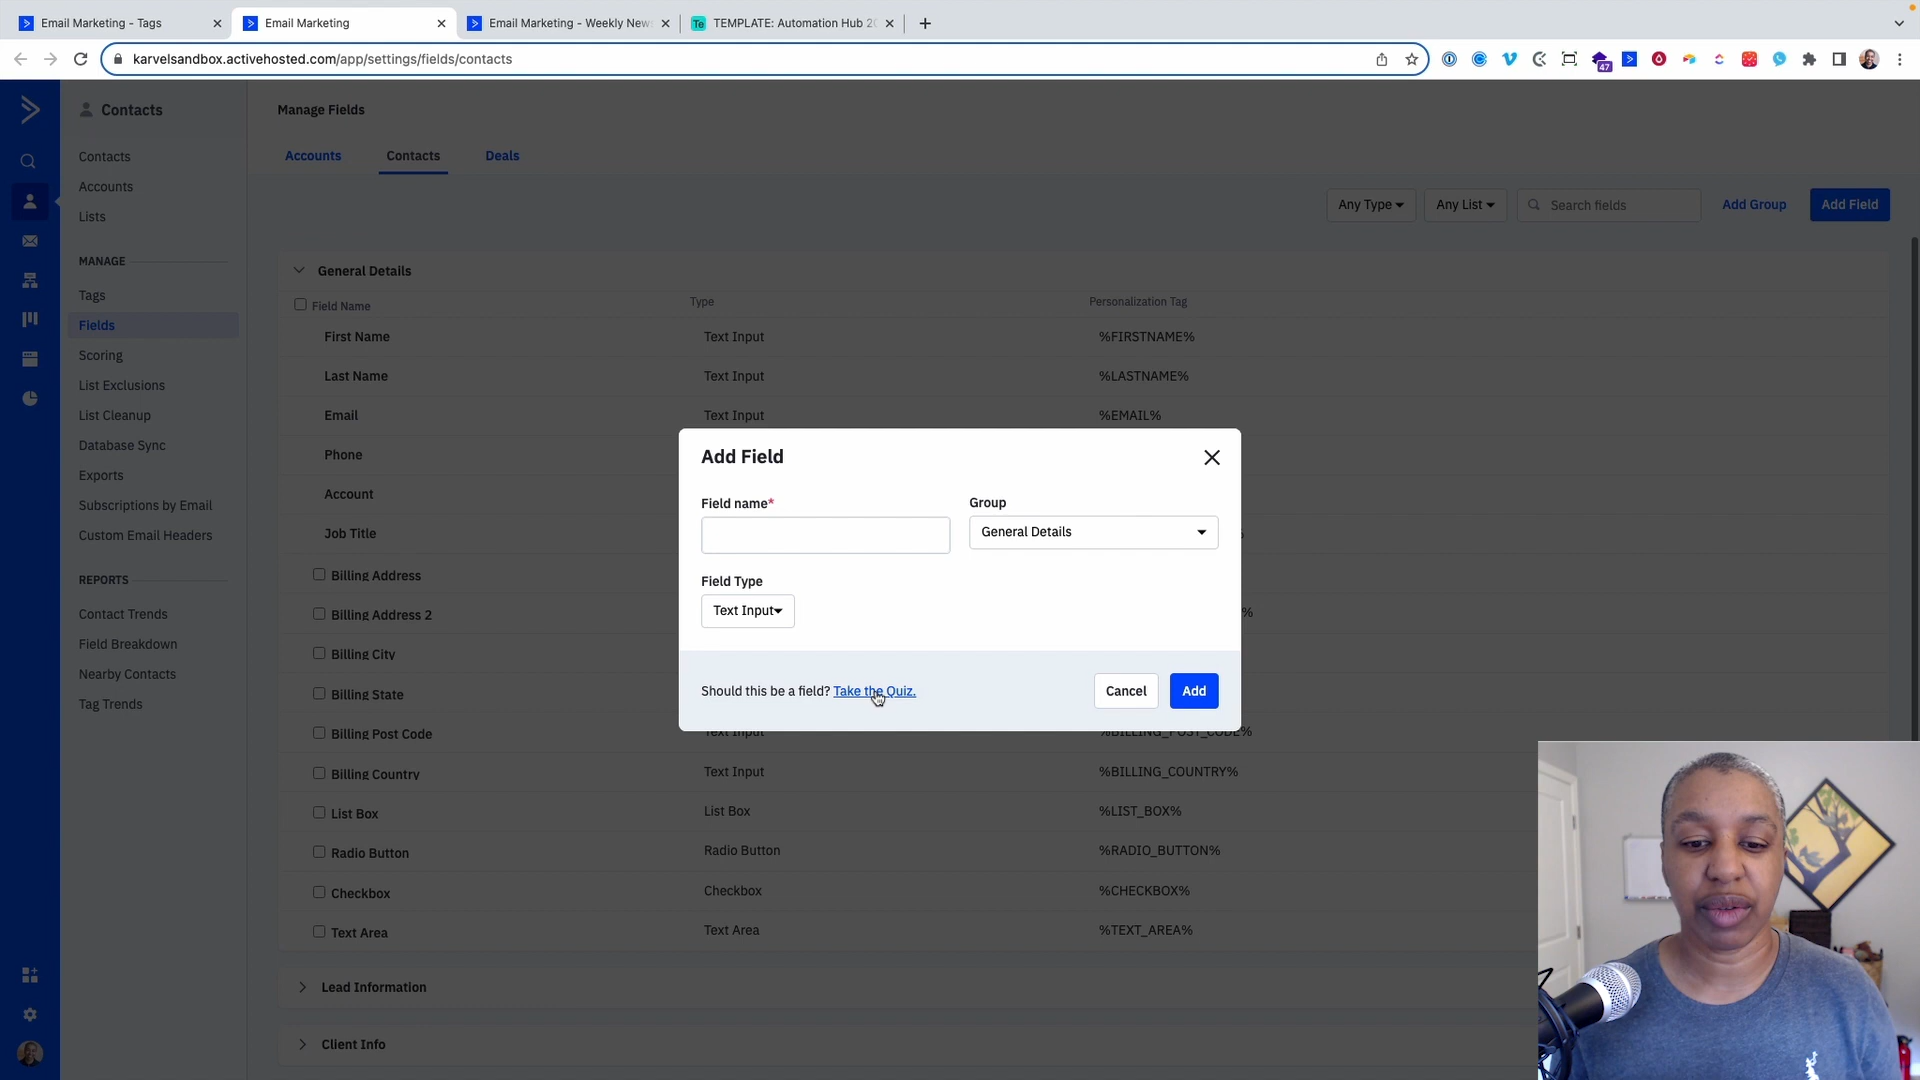 Email Marketing - Tags
Email Marketing
Email Marketing - Weekly New
TEMPLATE: Automation Hub 20
karvelsandbox.activehosted.com/app/settings/fields/contacts
47
Contacts
Contacts
Accounts
Lists
MANAGE
Tags
Fields
Scoring
List Exclusions
List Cleanup
Database Sync
Exports
Subscriptions by Email
Custom Email Headers
REPORTS
Contact Trends
Field Breakdown
Nearby Contacts
Tag Trends
Manage Fields
Accounts
Contacts
Deals
Any Type
Any List
Search fields
Add Group
Add Field
General Details
Field Name
Type
Personalization Tag
First Name
Text Input
%FIRSTNAME%
Last Name
Text Input
%LASTNAME%
Email
Text Input
%EMAIL%
Phone
Account
Job Title
Billing Address
Billing Address 2
%
Billing City
Billing State
Billing Post Code
Text Input
%BILLING_POST_CODE%
Billing Country
Text Input
%BILLING_COUNTRY%
List Box
List Box
%LIST_BOX%
Radio Button
Radio Button
%RADIO_BUTTON%
Checkbox
Checkbox
%CHECKBOX%
Text Area
Text Area
%TEXT_AREA%
Lead Information
Client Info
Add Field
Field name*
Group
General Details
Field Type
Text Input
Should this be a field? Take the Quiz.
Cancel
Add